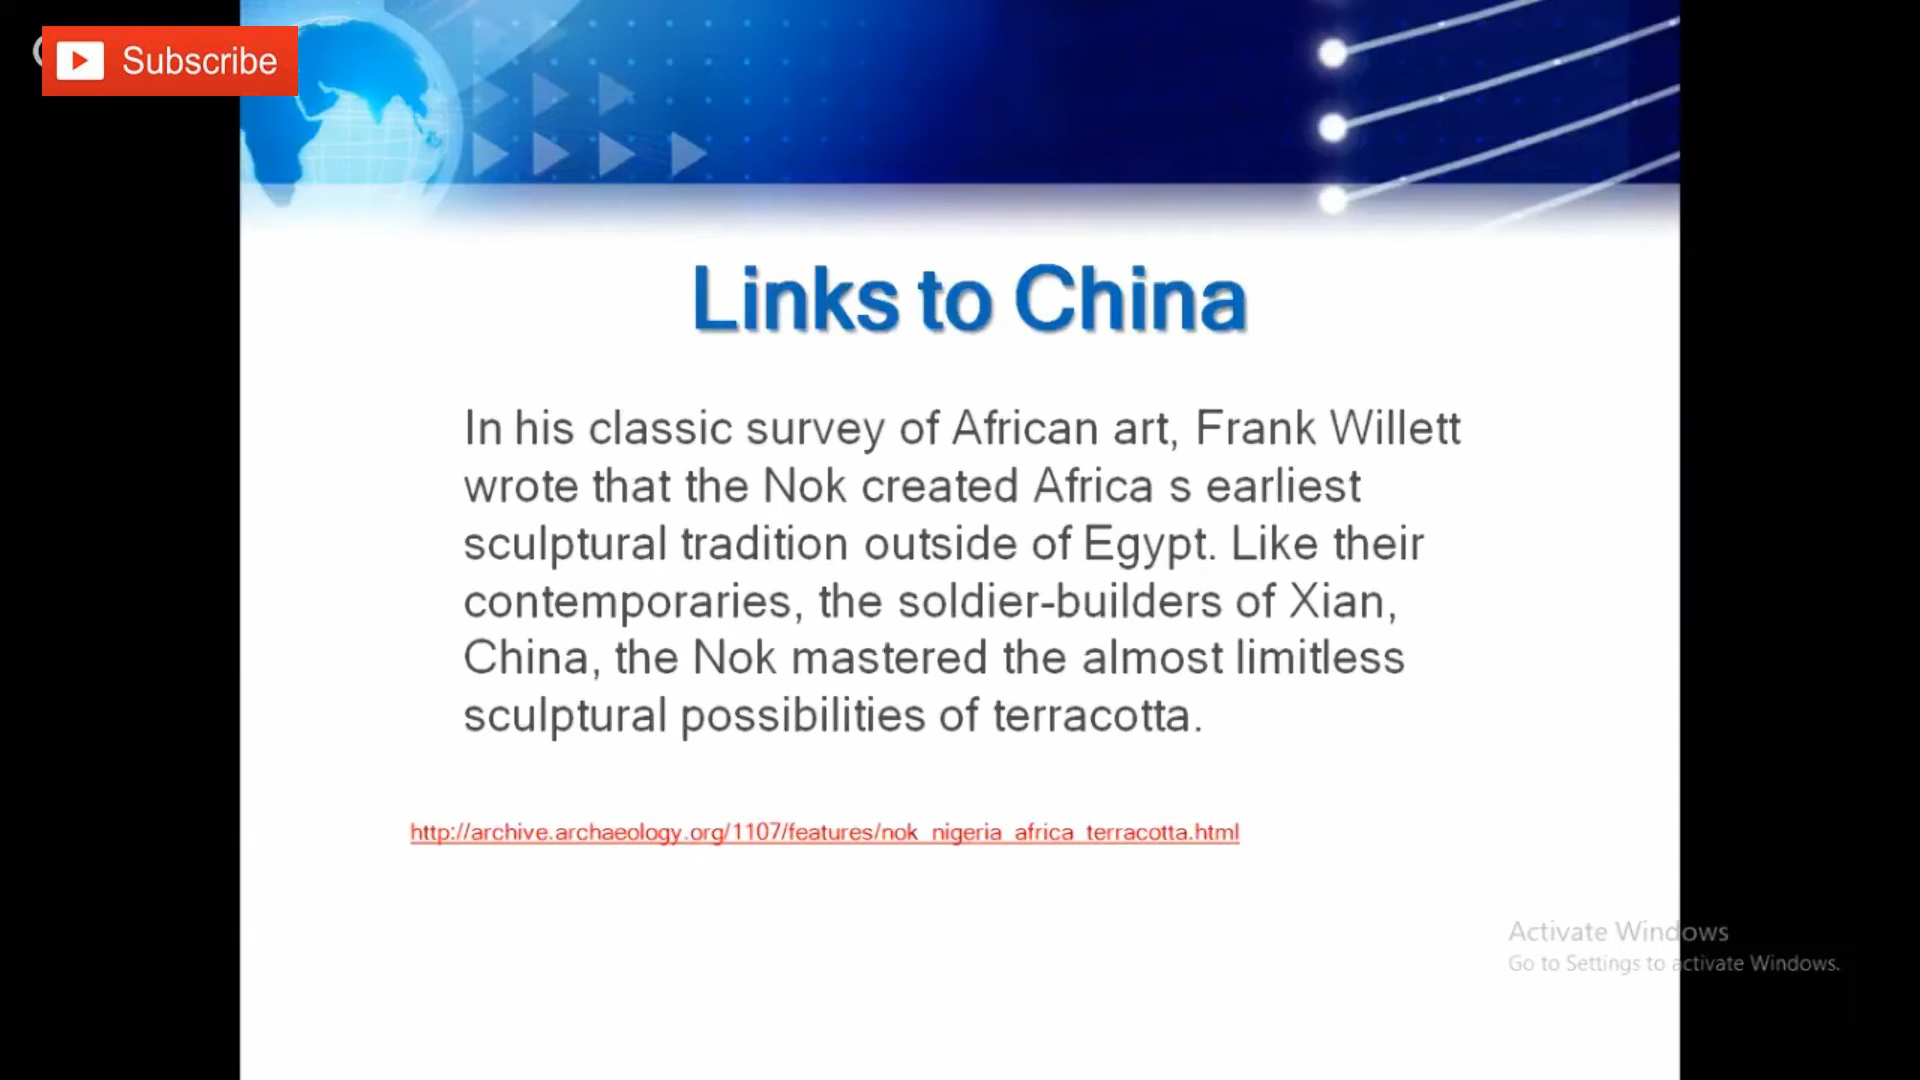 Subscribe
Links to China
In his classic survey of African art, Frank Willett
wrote that the Nok created Africa s earliest
sculptural tradition outside of Egypt. Like their
contemporaries, the soldier-builders of Xian,
China, the Nok mastered the almost limitless
sculptural possibilities of terracotta.
http://archive.archaeology.org/1107/features/nok_nigeria_africa_terracotta.html
Activate Windows
Go to Settings to activate Windows.